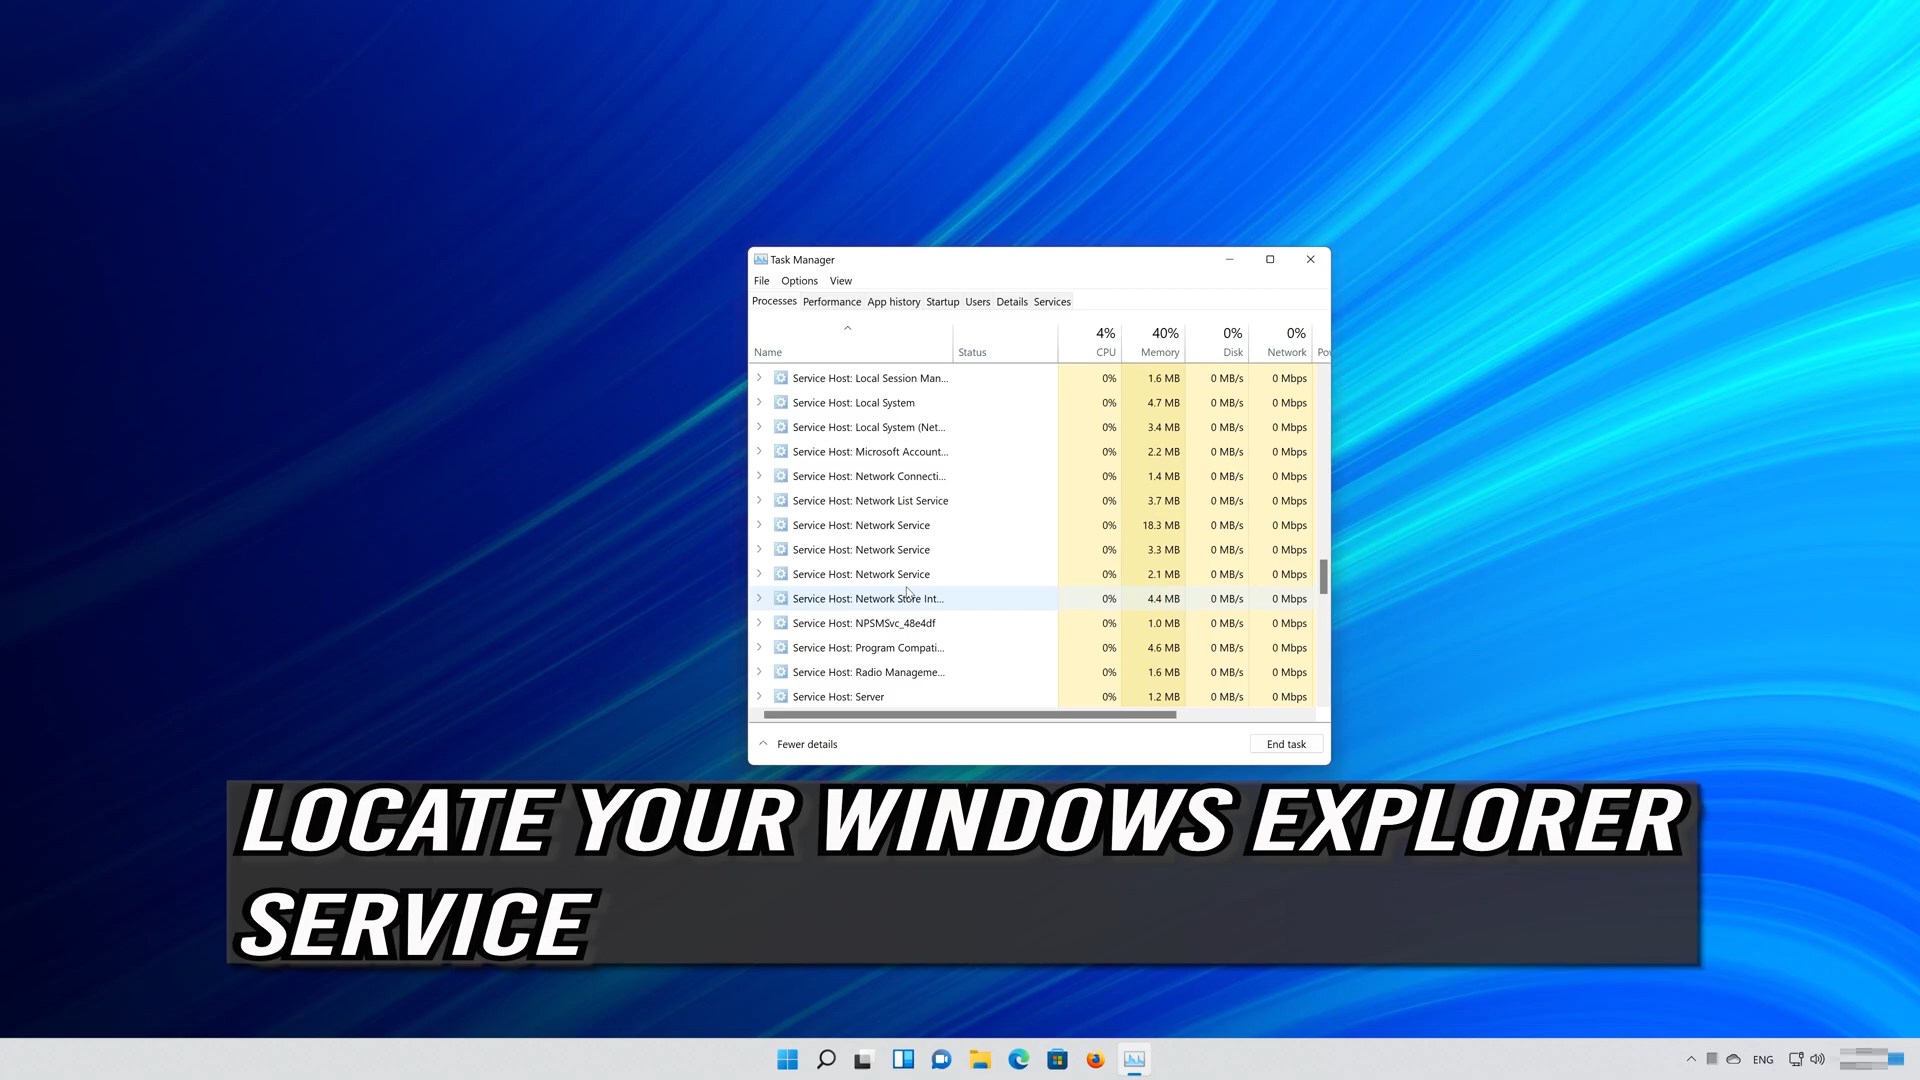 Task Manager
File Options View
Processes Performance App history Startup Users Details Services
4% 40% 0% 0%
Name Status CPU Memory Disk Network Po
Service Host: Local Session Man... 0% 1.6 MB 0 MB/s 0 Mbps
Service Host: Local System 0% 4.7 MB 0 MB/s 0 Mbps
Service Host: Local System (Net... 0% 3.4 MB 0 MB/s 0 Mbps
Service Host: Microsoft Account... 0% 2.2 MB 0 MB/s 0 Mbps
Service Host: Network Connecti... 0% 1.4 MB 0 MB/s 0 Mbps
Service Host: Network List Service 0% 3.7 MB 0 MB/s 0 Mbps
Service Host: Network Service 0% 18.3 MB 0 MB/s 0 Mbps
Service Host: Network Service 0% 3.3 MB 0 MB/s 0 Mbps
Service Host: Network Service 0% 2.1 MB 0 MB/s 0 Mbps
Service Host: Network Store Int... 0% 4.4 MB 0 MB/s 0 Mbps
Service Host: NPSMSvc_48e4df 0% 1.0 MB 0 MB/s 0 Mbps
Service Host: Program Compati... 0% 4.6 MB 0 MB/s 0 Mbps
Service Host: Radio Manageme... 0% 1.6 MB 0 MB/s 0 Mbps
Service Host: Server 0% 1.2 MB 0 MB/s 0 Mbps
Fewer details End task
LOCATE YOUR WINDOWS EXPLORER
SERVICE
ENG